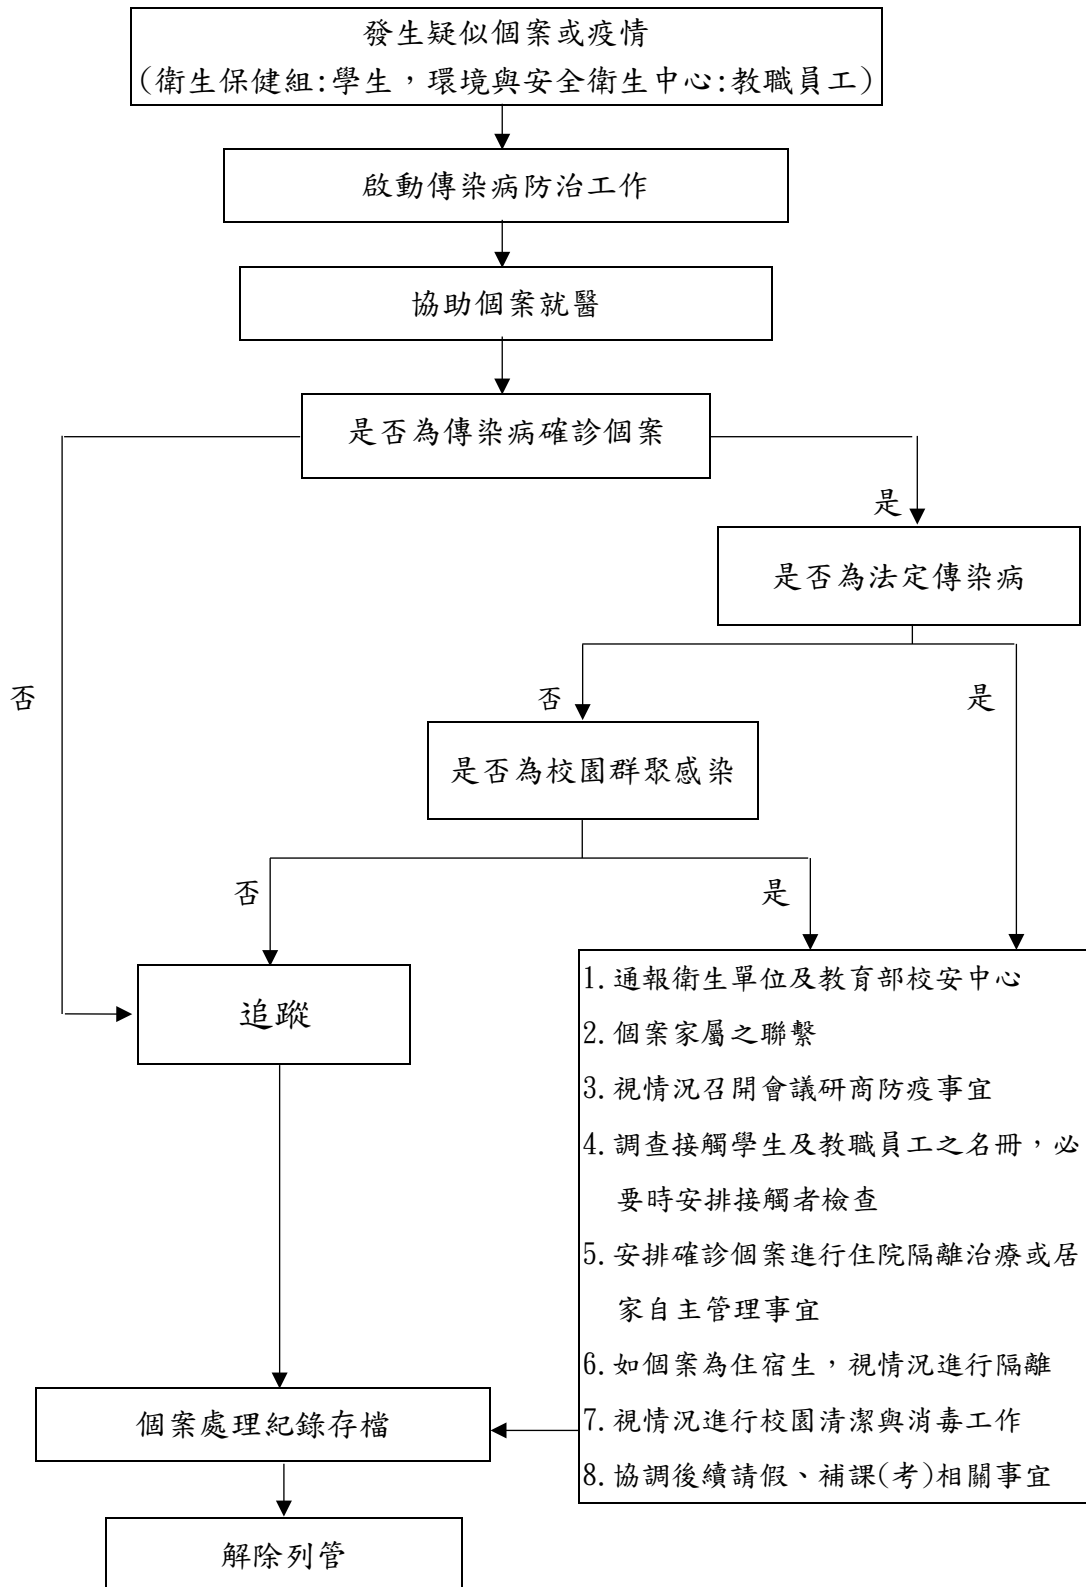 發生疑似個案或疫情
(衛生保健組:學生，環境與安全衛生中心:教職員工)
啟動傳染病防治工作
協助個案就醫
是否為傳染病確診個案
是
是否為法定傳染病
否
否
是
是否為校園群聚感染
否
是
追蹤
1.通報衛生單位及教育部校安中心
2.個案家屬之聯繫
3.視情況召開會議研商防疫事宜
4.調查接觸學生及教職員工之名冊，必
要時安排接觸者檢查
5.安排確診個案進行住院隔離治療或居
家自主管理事宜
6.如個案為住宿生，視情況進行隔離
7.視情況進行校園清潔與消毒工作
8.協調後續請假、補課(考)相關事宜
個案處理紀錄存檔
解除列管